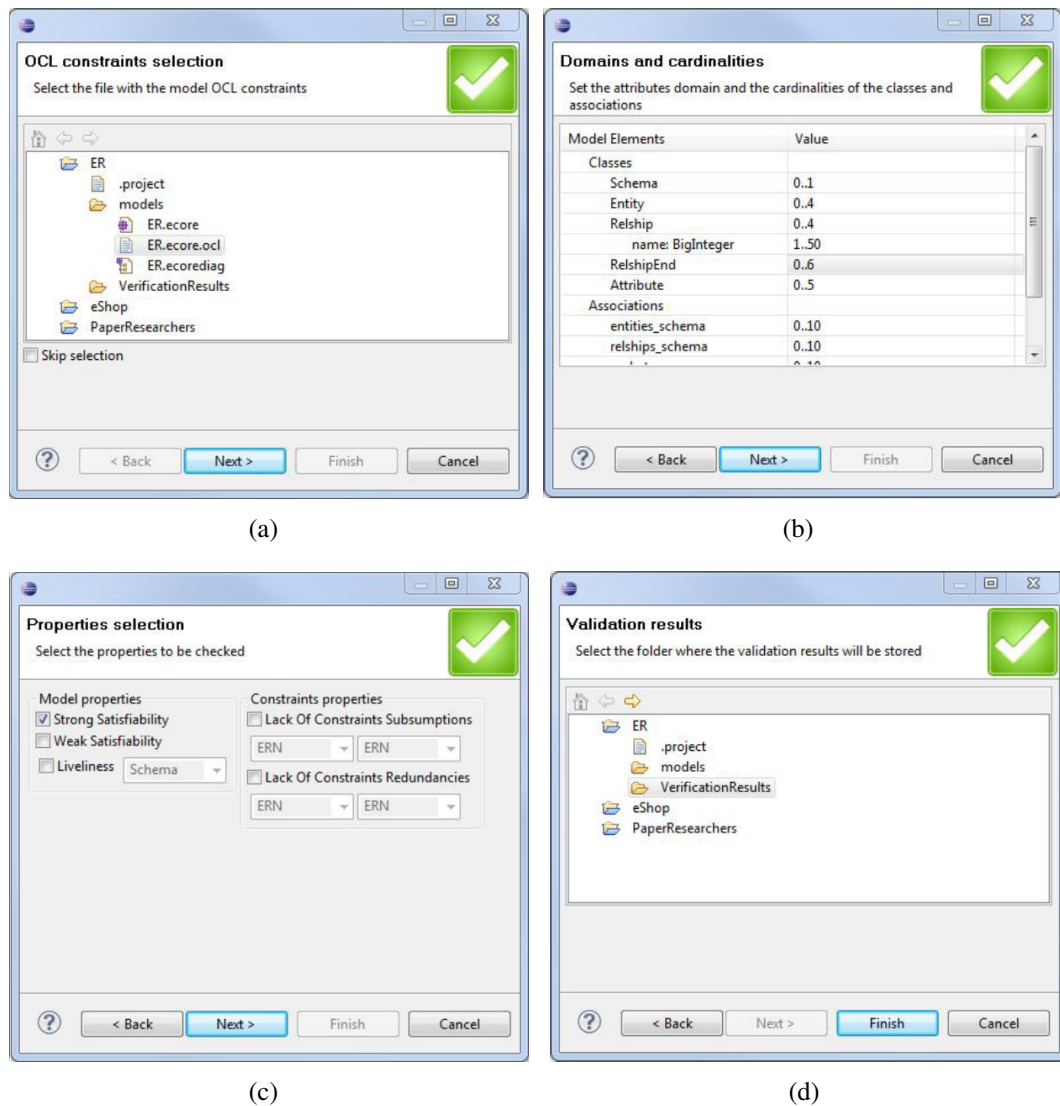 OCL constraints selection
Select the file with the model OCL constraints
ER
.project
models
ER.ecore
ER.ecore.ocl
ER.ecorediag
VerificationResults
eShop
PaperResearchers
Skip selection
? < Back Next > Finish Cancel
(a)
Domains and cardinalities
Set the attributes domain and the cardinalities of the classes and
associations
Model Elements Value
Classes
Schema 0..1
Entity 0..4
Relship 0..4
name: BigInteger 1..50
RelshipEnd 0..6
Attribute 0..5
Associations
entities_schema 0..10
relships_schema 0..10
? < Back Next > Finish Cancel
(b)
Properties selection
Select the properties to be checked
Model properties
Strong Satisfiability
Weak Satisfiability
Liveliness Schema
Constraints properties
Lack Of Constraints Subsumptions
ERN ERN
Lack Of Constraints Redundancies
ERN ERN
? < Back Next > Finish Cancel
(c)
Validation results
Select the folder where the validation results will be stored
ER
.project
models
VerificationResults
eShop
PaperResearchers
? < Back Next > Finish Cancel
(d)